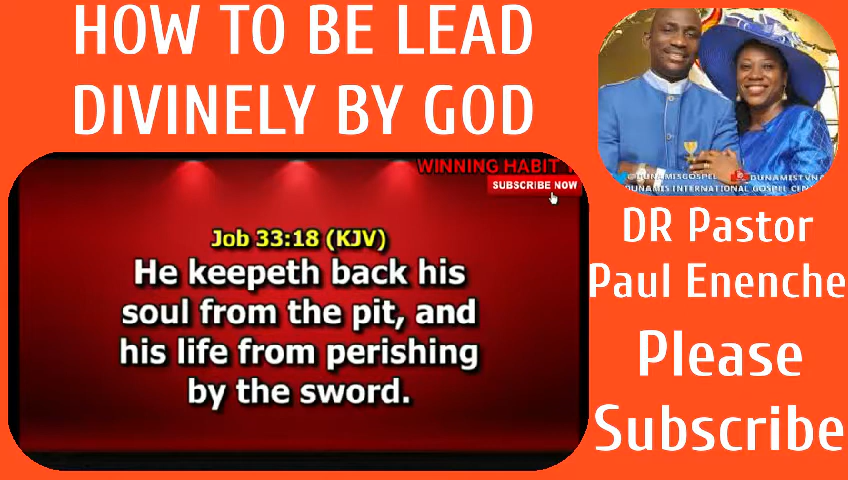 HOW TO BE LEAD
DIVINELY BY GOD
WINNING HABIT
SUBSCRIBE NOW
Job 33:18 (KJV)
He keepeth back his
soul from the pit, and
his life from perishing
by the sword.
@DUNAMISGOSPEL
DUNAMISTVNA
DUNAMIS INTERNATIONAL GOSPEL CEN
DR Pastor
Paul Enenche
Please
Subscribe